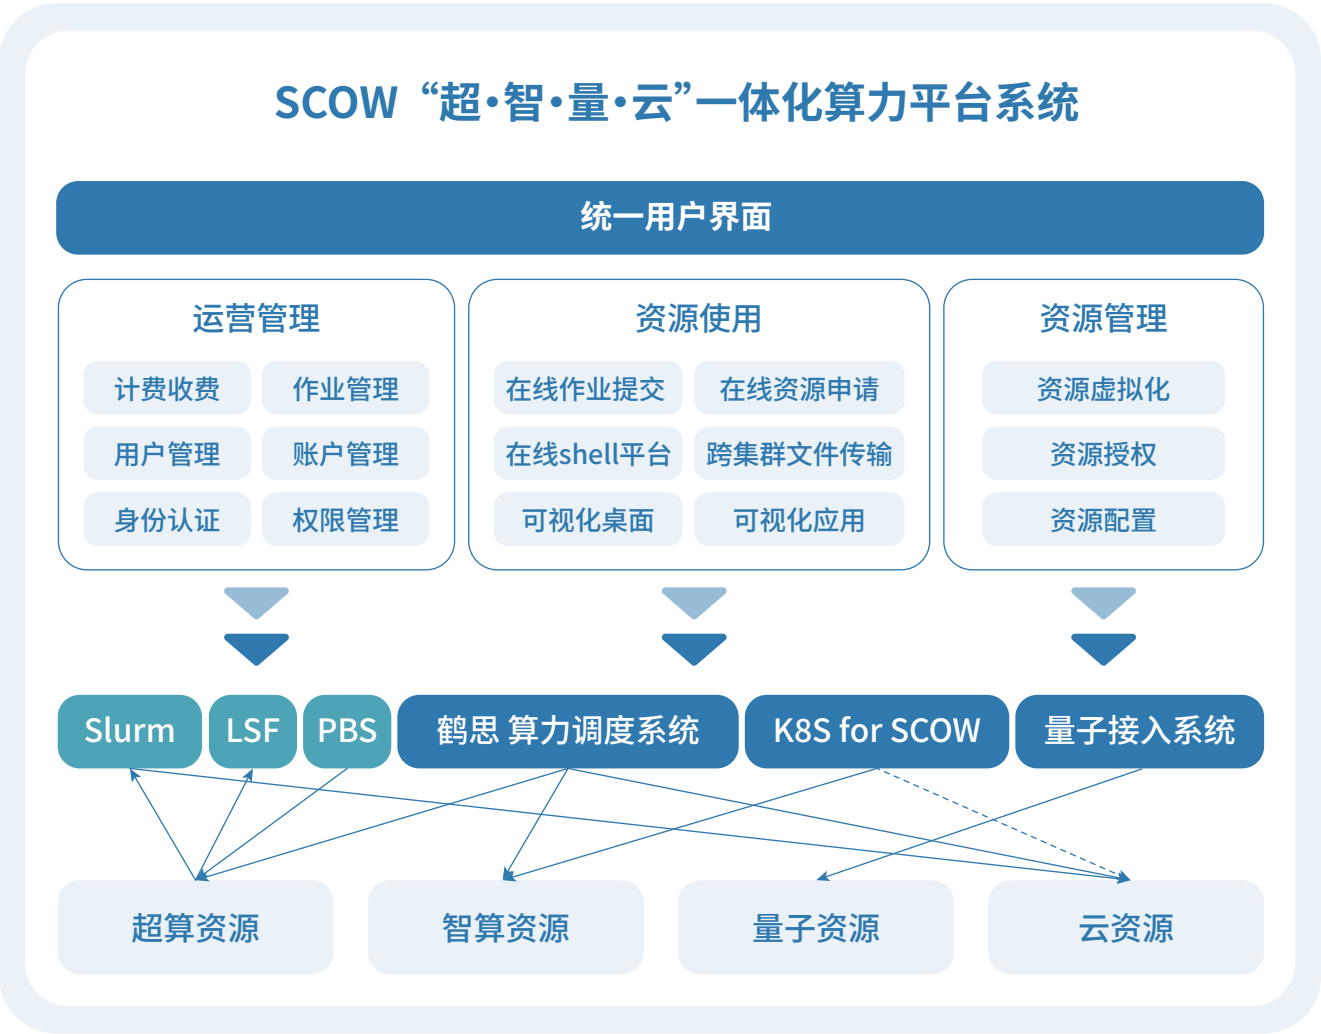 SCOW “超·智·量·云”一体化算力平台系统
统一用户界面
运营管理
计费收费 作业管理
用户管理 账户管理
身份认证 权限管理
资源使用
在线作业提交 在线资源申请
在线shell平台 跨集群文件传输
可视化桌面 可视化应用
资源管理
资源虚拟化
资源授权
资源配置
Slurm LSF PBS 鹤思 算力调度系统 K8S for SCOW 量子接入系统
超算资源 智算资源 量子资源 云资源